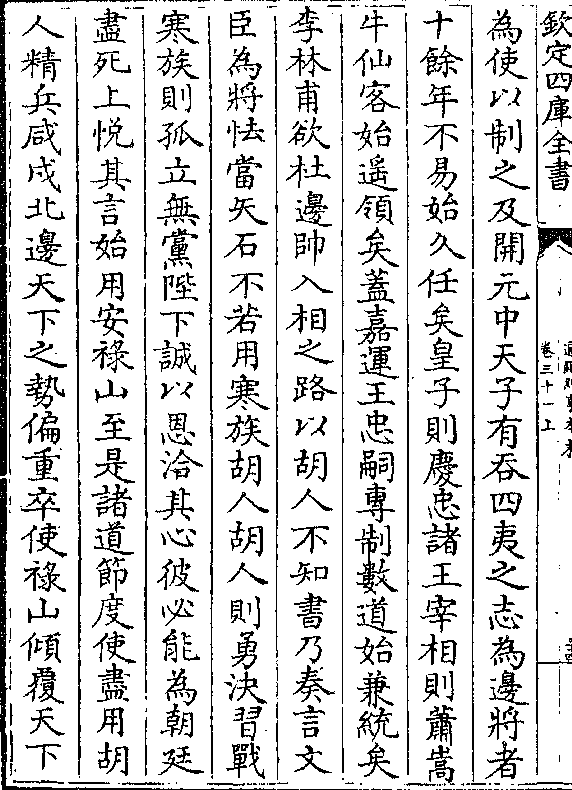 欽定四庫全書
卷三十一上
為使以制之及開元中天子有吞四夷之志為邊將者
十餘年不易始久任矣皇子則慶忠諸王宰相則蕭嵩
牛仙客始遥領矣蓋嘉運王忠嗣專制數道始兼統矣
李林甫欲杜邊帥入相之路以胡人不知書乃奏言文
臣為將怯當矢石不若用寒族胡人胡人則勇決習戰
寒族則孤立無黨陛下誠以恩洽其心彼必能為朝廷
盡死上悅其言始用安祿山至是諸道節度使盡用胡
人精兵咸戍北邊天下之勢偏重卒使祿山傾覆天下